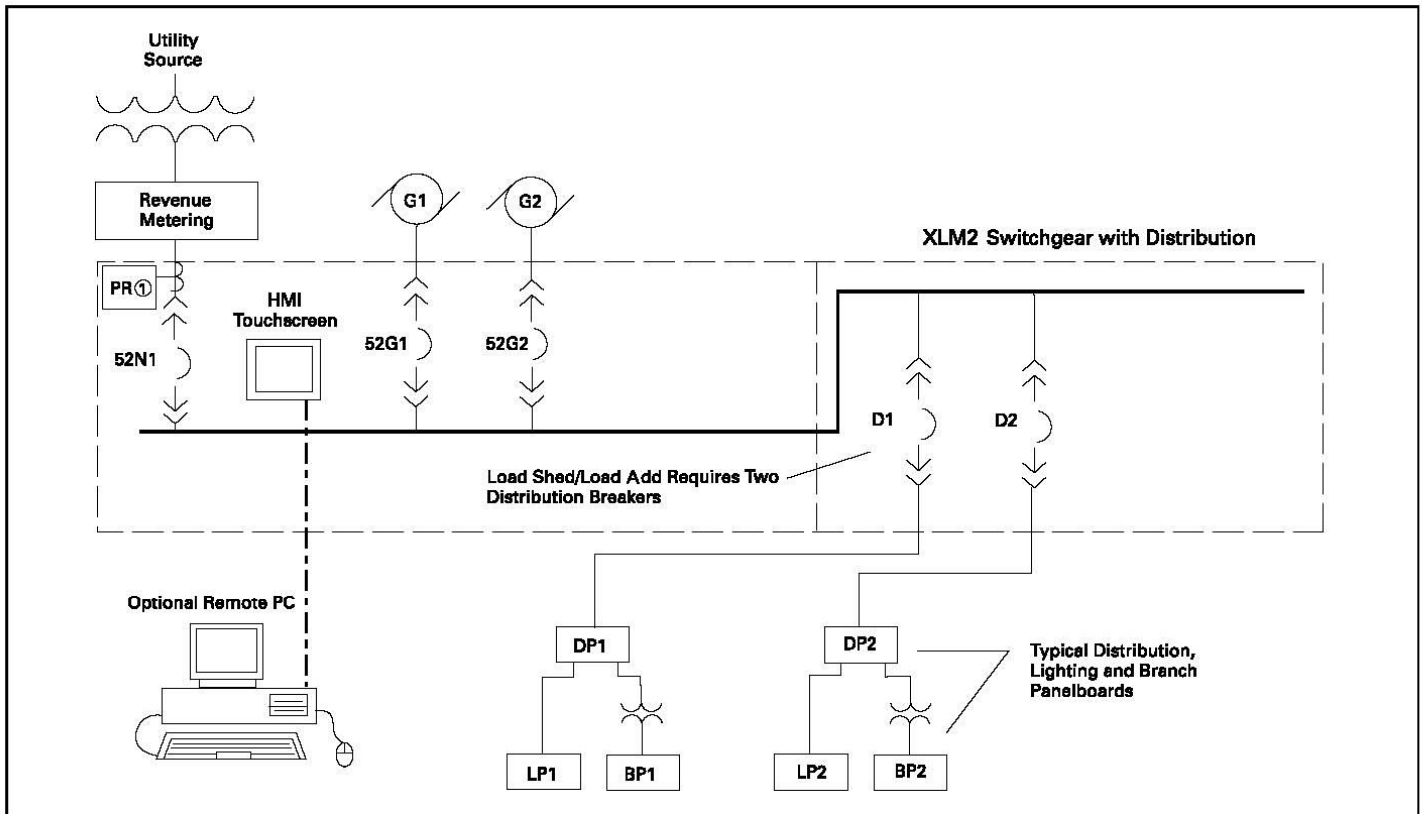 Utility
Source
Revenue
Metering
G1
G2
XLM2 Switchgear with Distribution
PR①
HMI
Touchscreen
52N1
52G1
52G2
D1
D2
Load Shed/Load Add Requires Two
Distribution Breakers
Optional Remote PC
DP1
DP2
Typical Distribution,
Lighting and Branch
Panelboards
LP1
BP1
LP2
BP2